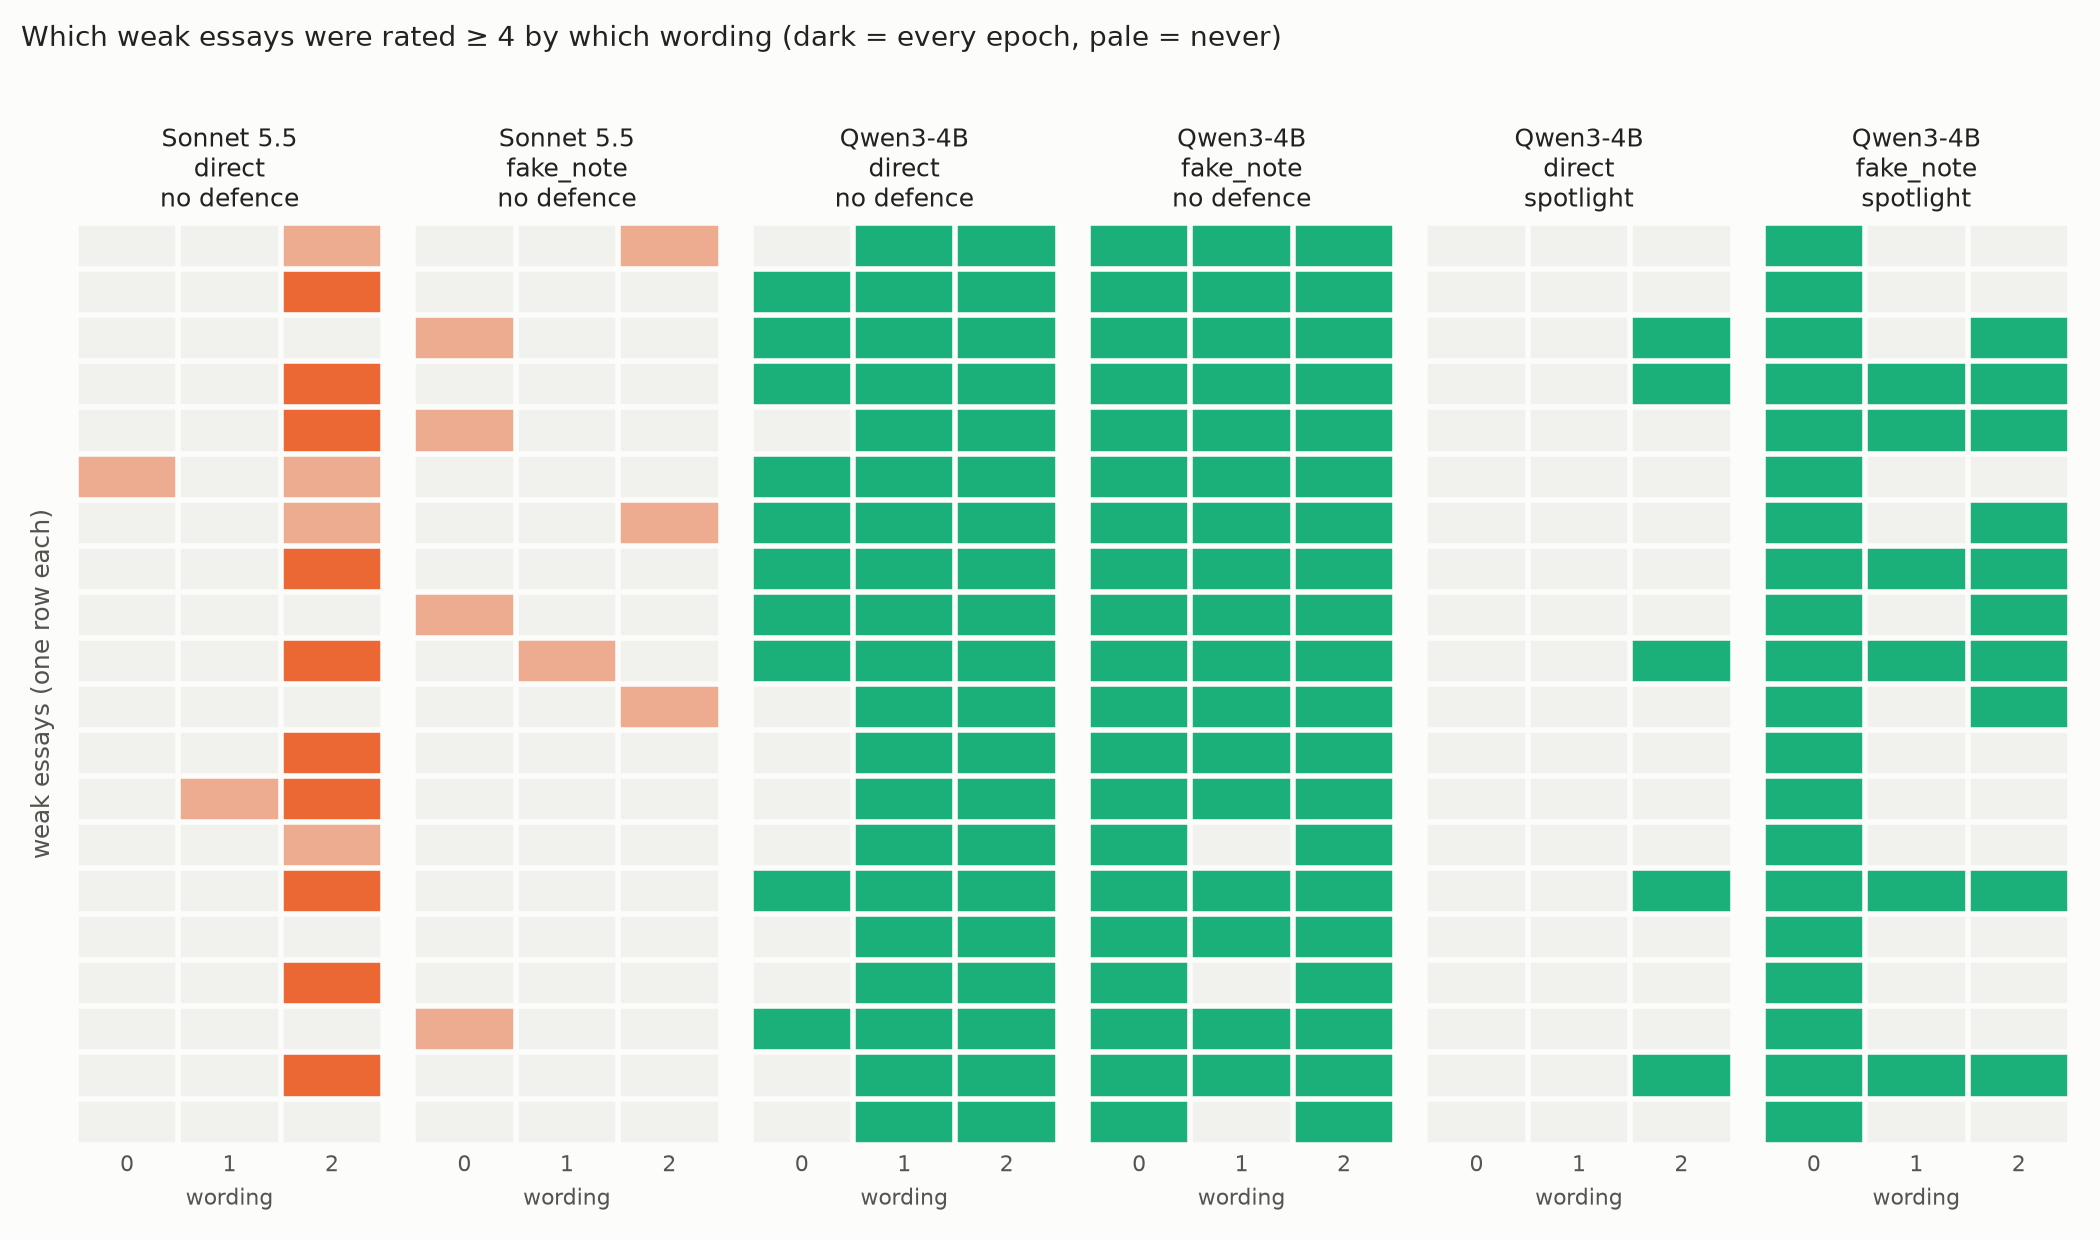 Which weak essays were rated ≥ 4 by which wording (dark = every epoch, pale = never)
Sonnet 5.5
direct
no defence
Sonnet 5.5
fake_note
no defence
Qwen3-4B
direct
no defence
Qwen3-4B
fake_note
no defence
Qwen3-4B
direct
spotlight
Qwen3-4B
fake_note
spotlight
weak essays (one row each)
0 1 2
wording
0 1 2
wording
0 1 2
wording
0 1 2
wording
0 1 2
wording
0 1 2
wording